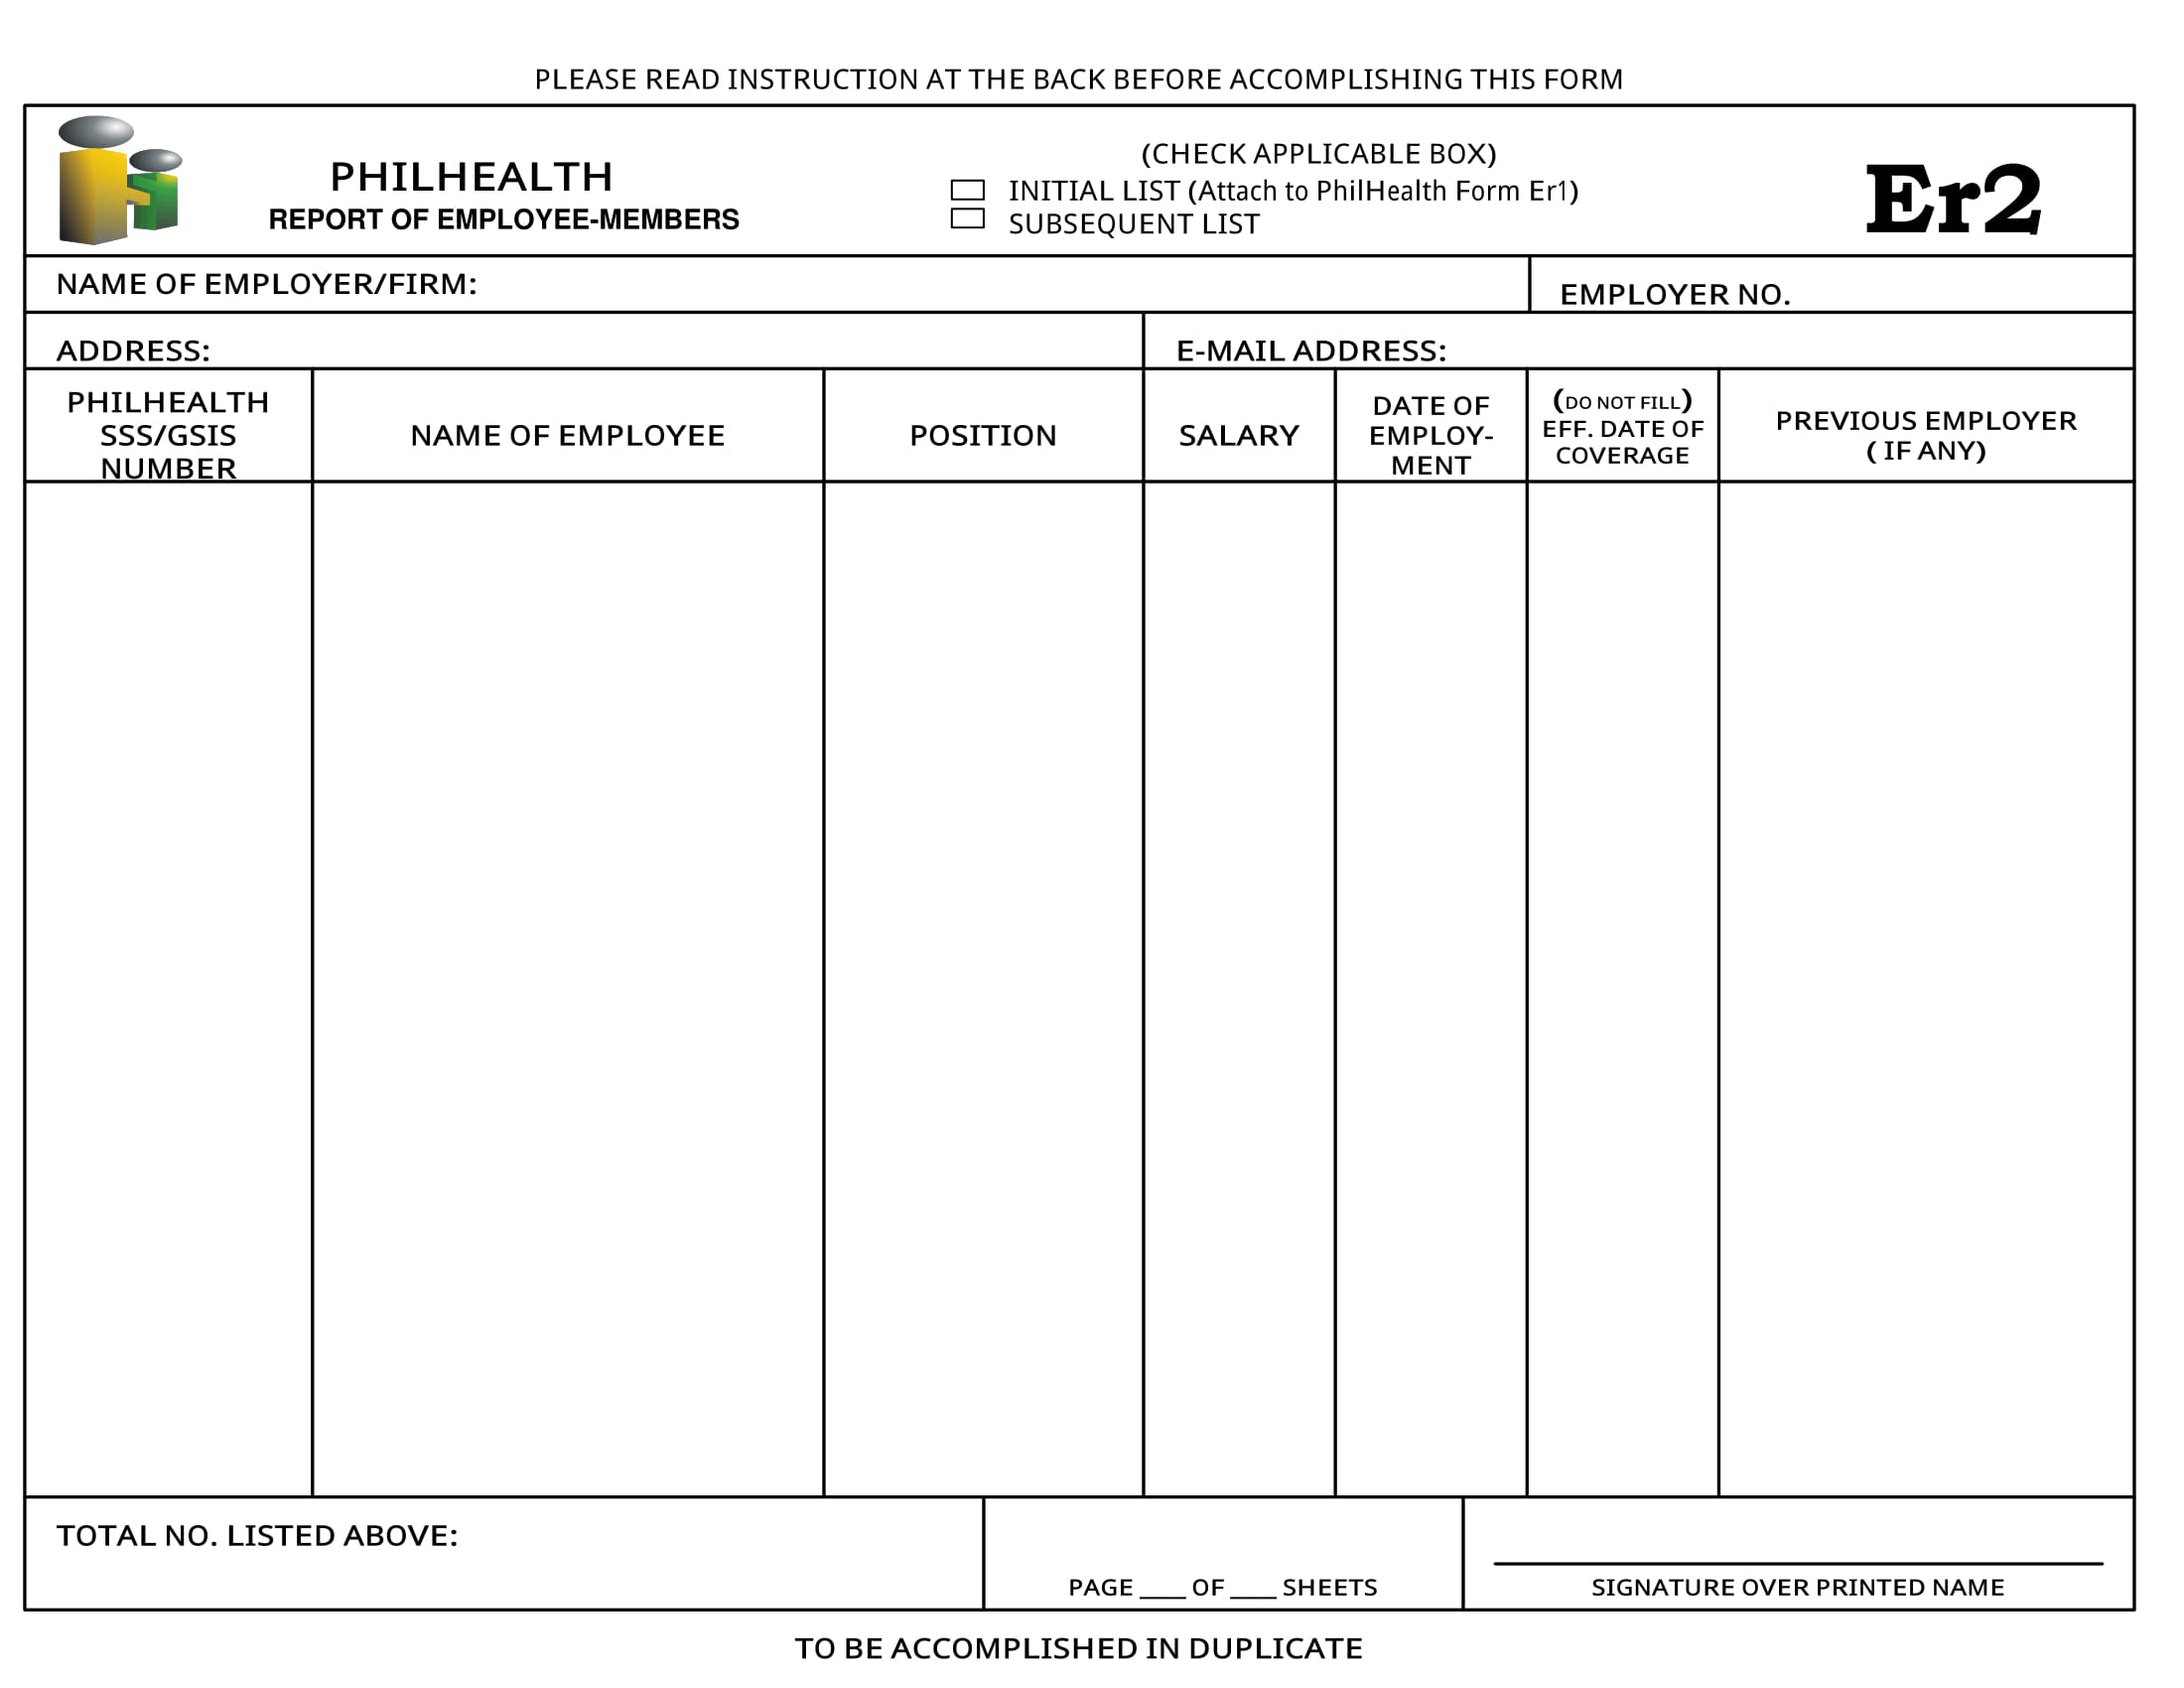 PLEASE READ INSTRUCTION AT THE BACK BEFORE ACCOMPLISHING THIS FORM
PHILHEALTH
REPORT OF EMPLOYEE-MEMBERS
(CHECK APPLICABLE BOX)
INITIAL LIST (Attach to PhilHealth Form Er1)
SUBSEQUENT LIST
Er2
NAME OF EMPLOYER/FIRM:
EMPLOYER NO.
ADDRESS:
E-MAIL ADDRESS:
PHILHEALTH
SSS/GSIS
NUMBER
NAME OF EMPLOYEE
POSITION
SALARY
DATE OF
EMPLOY-
MENT
(DO NOT FILL)
EFF. DATE OF
COVERAGE
PREVIOUS EMPLOYER
( IF ANY)
TOTAL NO. LISTED ABOVE:
PAGE ____ OF ____ SHEETS
SIGNATURE OVER PRINTED NAME
TO BE ACCOMPLISHED IN DUPLICATE